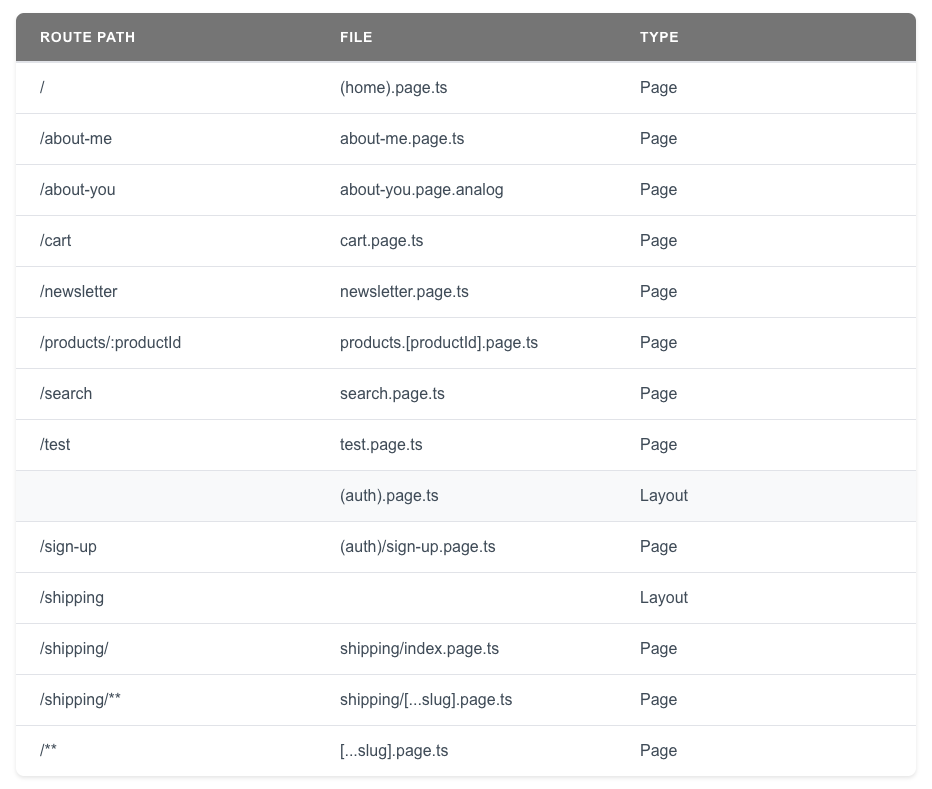 ROUTE PATH FILE TYPE
/ (home).page.ts Page
/about-me about-me.page.ts Page
/about-you about-you.page.analog Page
/cart cart.page.ts Page
/newsletter newsletter.page.ts Page
/products/:productId products.[productId].page.ts Page
/search search.page.ts Page
/test test.page.ts Page
(auth).page.ts Layout
/sign-up (auth)/sign-up.page.ts Page
/shipping Layout
/shipping/ shipping/index.page.ts Page
/shipping/** shipping/[...slug].page.ts Page
/** [...slug].page.ts Page